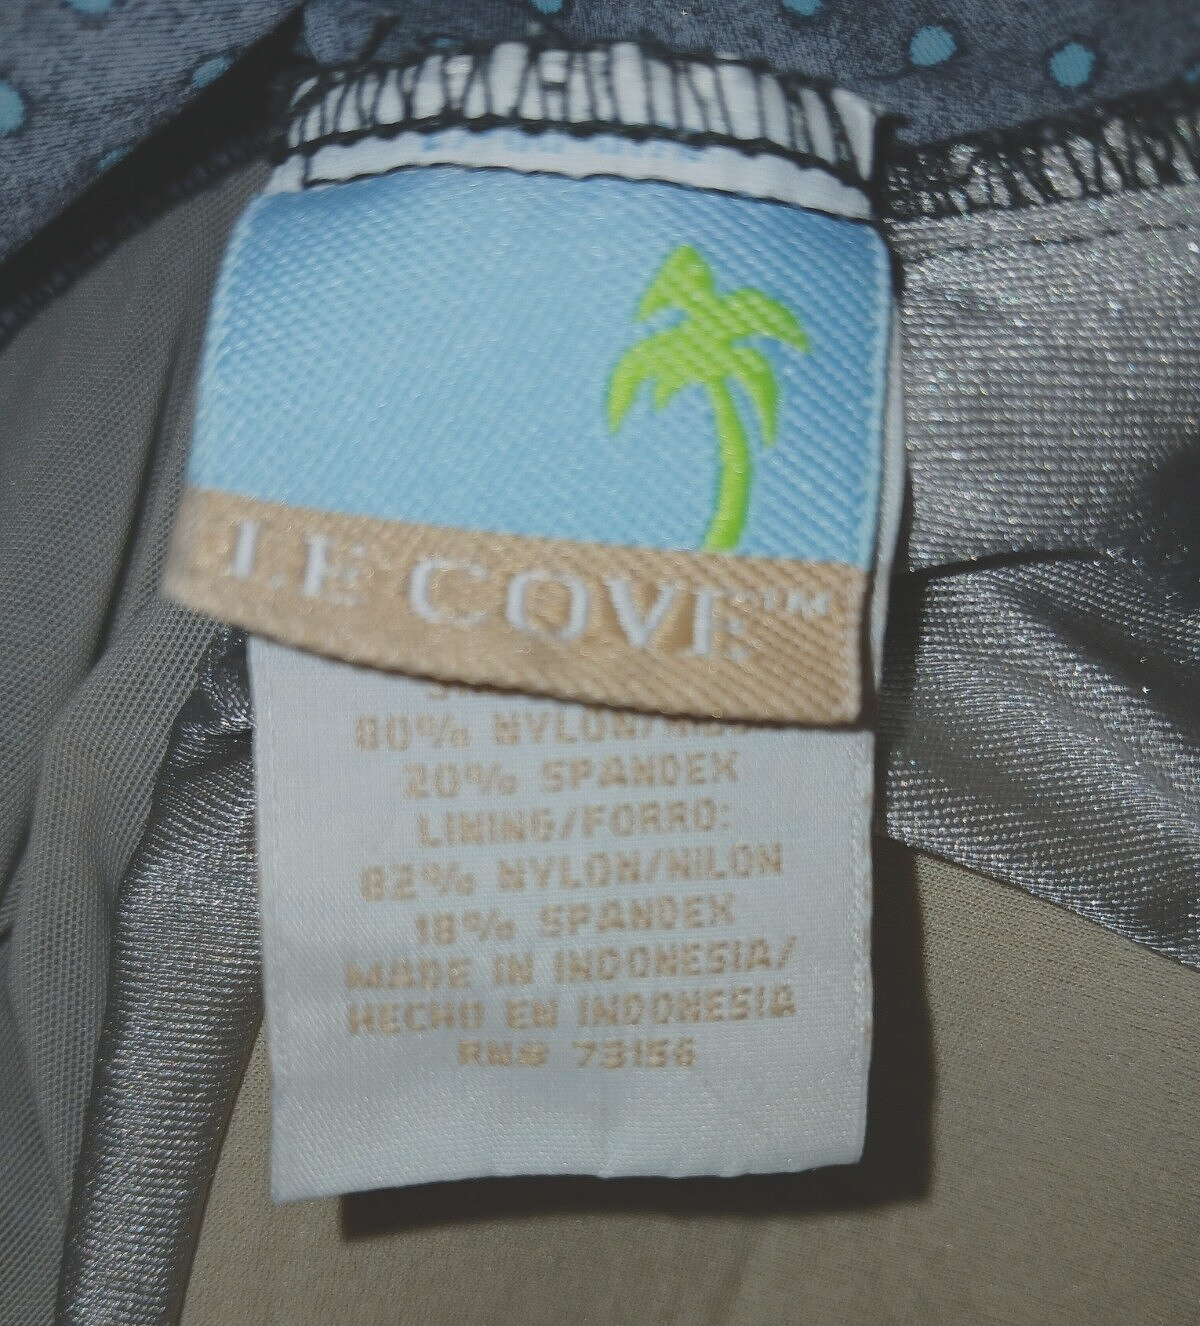 LE COVE™
80% NYLON/
20% SPANDEX
LINING/FORRO:
82% NYLON/NILON
18% SPANDEX
MADE IN INDONESIA/
HECHO EN INDONESIA
RN# 73156